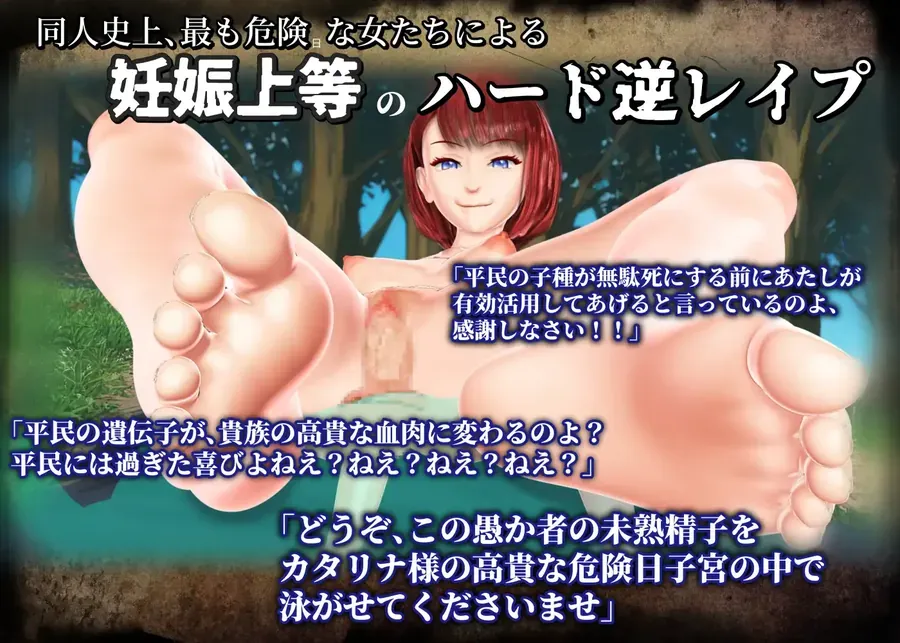 同人史上、最も危険日な女たちによる
妊娠上等のハード逆レイプ
「平民の子種が無駄死にする前にあたしが
有効活用してあげると言っているのよ、
感謝しなさい！！」
「平民の遺伝子が、貴族の高貴な血肉に変わるのよ？
平民には過ぎた喜びよねえ？ねえ？ねえ？ねえ？」
「どうぞ、この愚か者の未熟精子を
カタリナ様の高貴な危険日子宮の中で
泳がせてくださいませ」